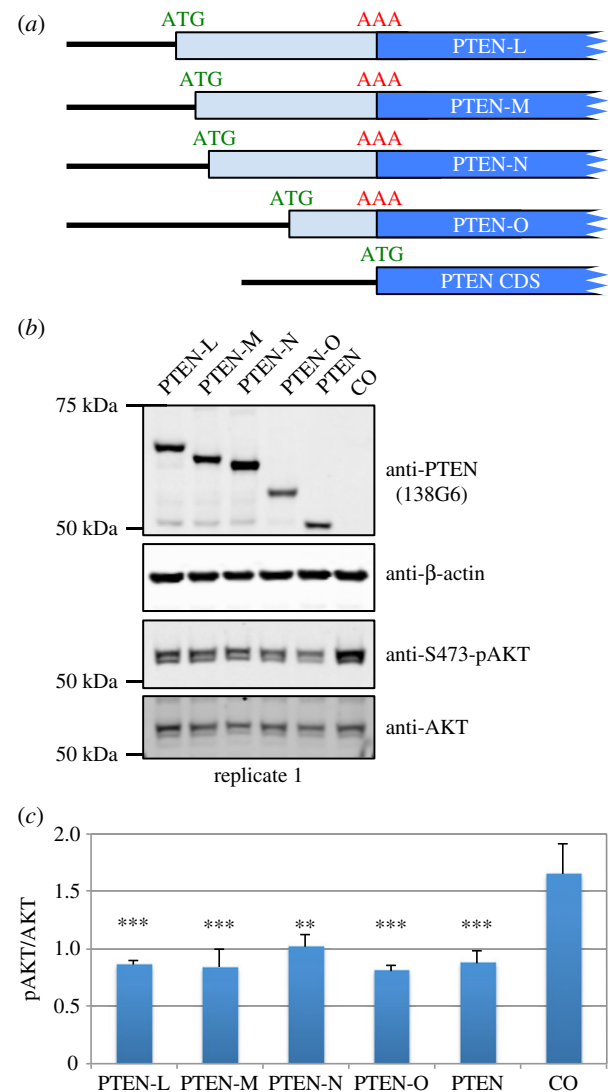 (a)
ATG AAA
PTEN-L
ATG AAA
PTEN-M
ATG AAA
PTEN-N
ATG AAA
PTEN-O
ATG
PTEN CDS
(b)
PTEN-L PTEN-M PTEN-N PTEN-O PTEN CO
75 kDa
anti-PTEN
(138G6)
50 kDa
anti-β-actin
anti-S473-pAKT
50 kDa
anti-AKT
50 kDa
replicate 1
(c)
2.0
1.5
1.0
0.5
0
pAKT/AKT
*** *** ** *** ***
PTEN-L PTEN-M PTEN-N PTEN-O PTEN CO